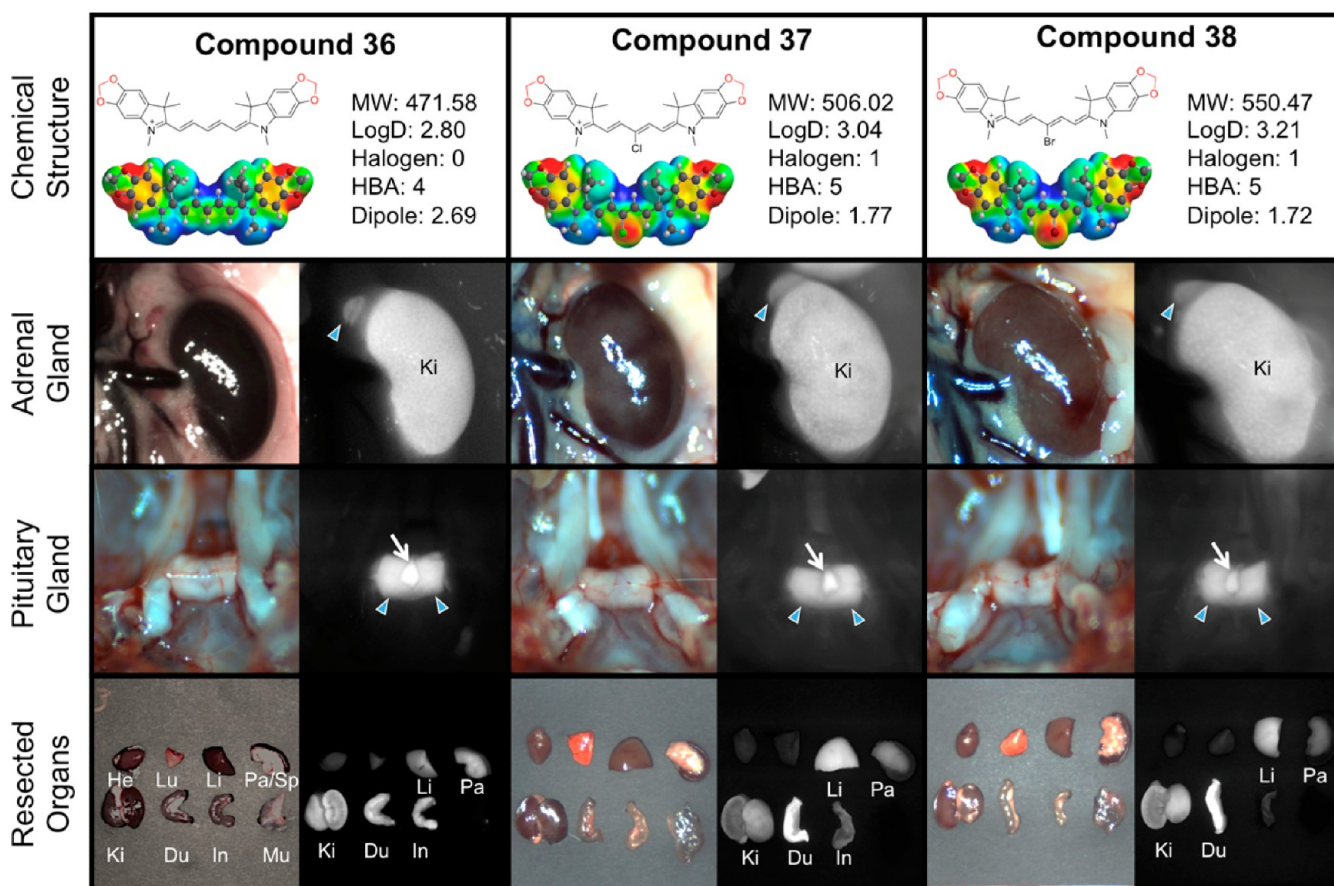 Compound 36
Compound 37
Compound 38
Chemical
Structure
O
O
N
+
N
O
O
MW: 471.58
LogD: 2.80
Halogen: 0
HBA: 4
Dipole: 2.69
O
O
N
+
Cl
N
O
O
MW: 506.02
LogD: 3.04
Halogen: 1
HBA: 5
Dipole: 1.77
O
O
N
+
Br
N
O
O
MW: 550.47
LogD: 3.21
Halogen: 1
HBA: 5
Dipole: 1.72
Adrenal
Gland
Ki
Ki
Ki
Pituitary
Gland
Resected
Organs
He Lu Li Pa/Sp
Ki Du In Mu
Li Pa
Ki Du In
Li Pa
Ki Du In
Li Pa
Ki Du